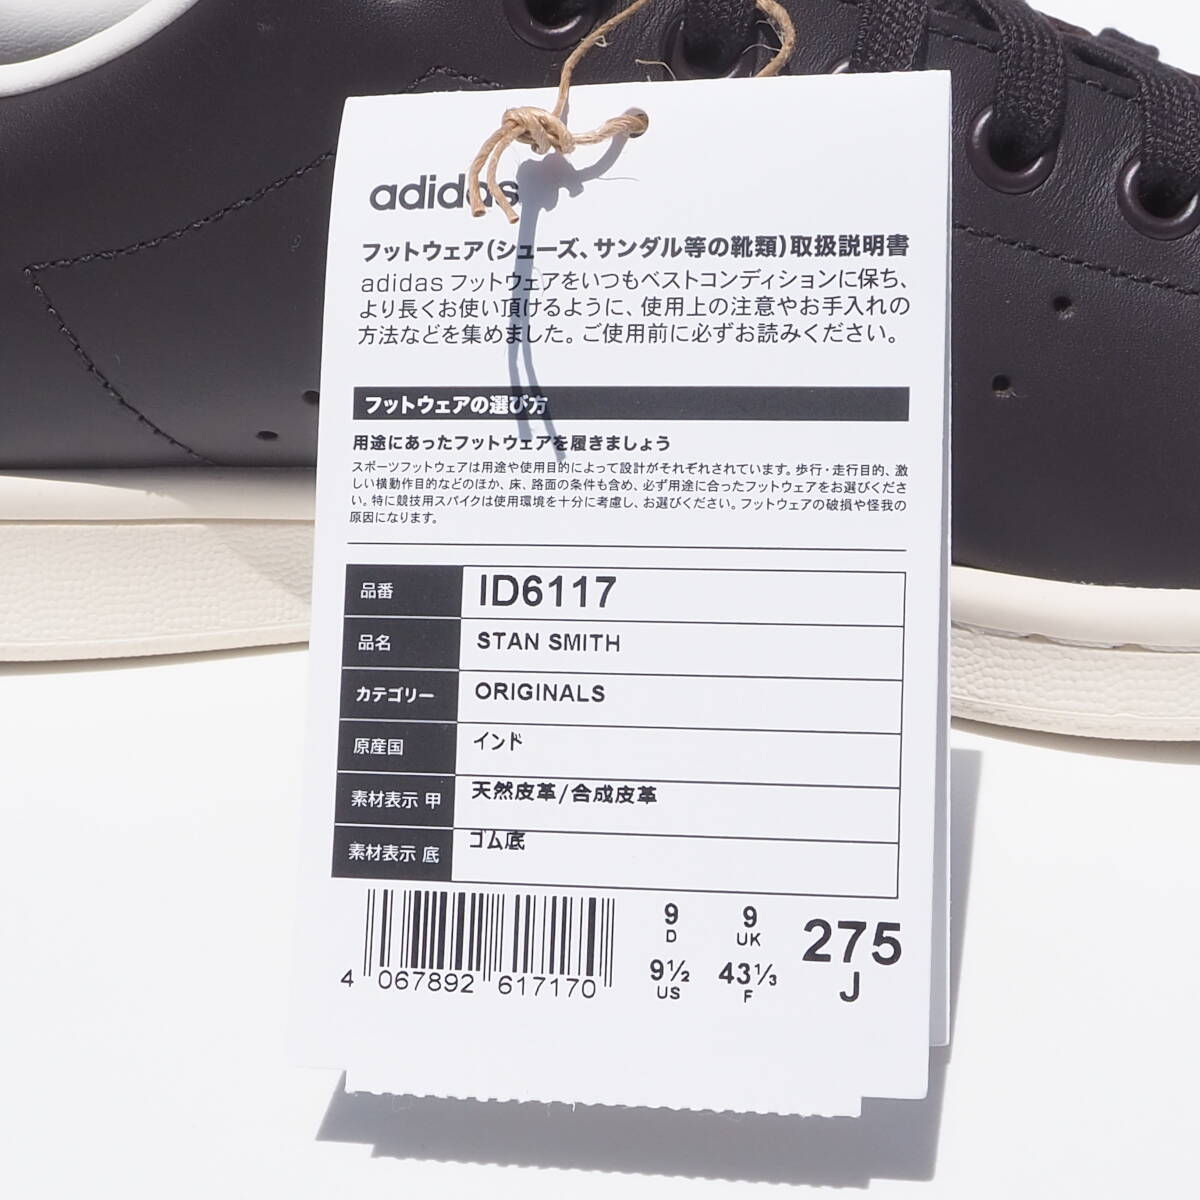 adidas
フットウェア(シューズ、サンダル等の靴類)取扱説明書
adidas フットウェアをいつもベストコンディションに保ち、
より長くお使い頂けるように、使用上の注意やお手入れの
方法などを集めました。ご使用前に必ずお読みください。
フットウェアの選び方
用途にあったフットウェアを履きましょう
スポーツフットウェアは用途や使用目的によって設計がそれぞれされています。歩行・走行目的、激
しい横動作目的などのほか、床、路面の条件も含め、必ず用途に合ったフットウェアをお選びくださ
い。特に競技用スパイクは使用環境を十分に考慮し、お選びください。フットウェアの破損や怪我の
原因になります。
品番 ID6117
品名 STAN SMITH
カテゴリー ORIGINALS
原産国 インド
素材表示 甲 天然皮革/合成皮革
素材表示 底 ゴム底
9 D 9 UK 275 J
9½ US 43⅓ F
4 067892 617170